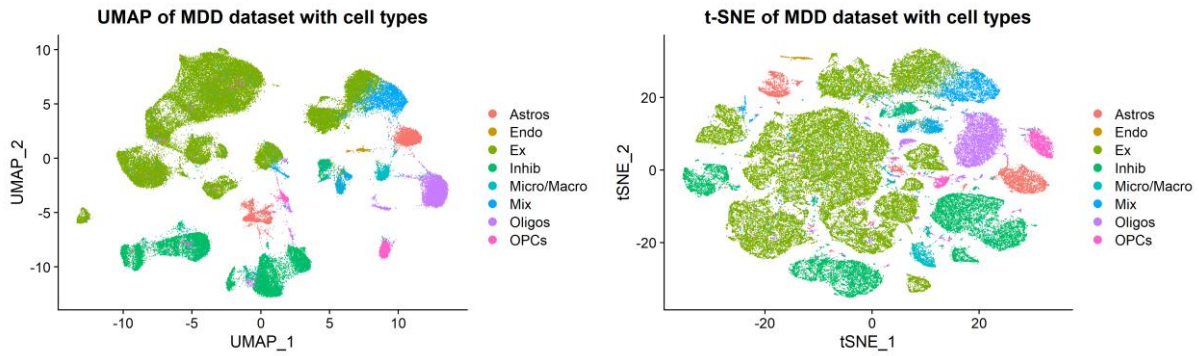 UMAP of MDD dataset with cell types
10
5
0
-5
-10
UMAP_2
-10
-5
0
5
10
UMAP_1
Astros
Endo
Ex
Inhib
Micro/Macro
Mix
Oligos
OPCs
t-SNE of MDD dataset with cell types
20
0
-20
tSNE_2
-20
0
20
tSNE_1
Astros
Endo
Ex
Inhib
Micro/Macro
Mix
Oligos
OPCs